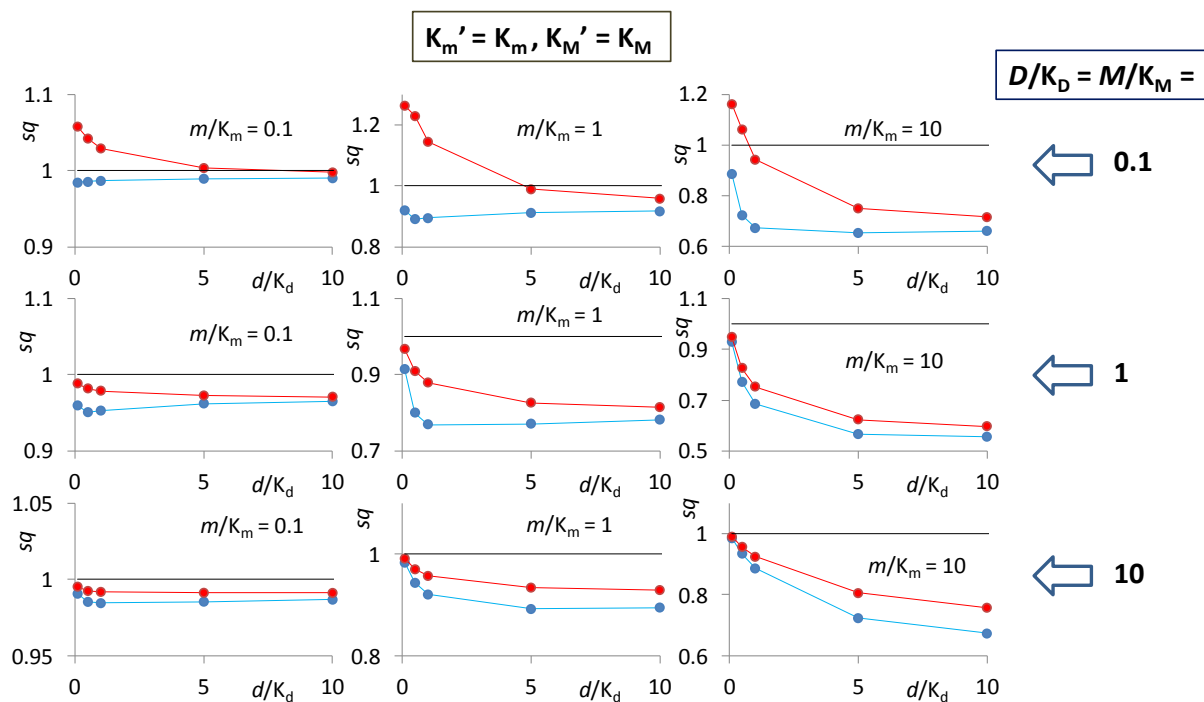 Km' = Km, KM' = KM
D/KD = M/KM =
1.1
1
0.9
sq
m/Km = 0.1
0 5 10
d/Kd
1.2
1
0.8
sq
m/Km = 1
0 5 10
d/Kd
1.2
1
0.8
0.6
sq
m/Km = 10
0 5 10
d/Kd
0.1
1.1
1
0.9
sq
m/Km = 0.1
0 5 10
d/Kd
1.1
0.9
0.7
sq
m/Km = 1
0 5 10
d/Kd
1.1
0.9
0.7
0.5
sq
m/Km = 10
0 5 10
d/Kd
1
1.05
1
0.95
sq
m/Km = 0.1
0 5 10
d/Kd
1
0.8
sq
m/Km = 1
0 5 10
d/Kd
1
0.8
0.6
sq
m/Km = 10
0 5 10
d/Kd
10